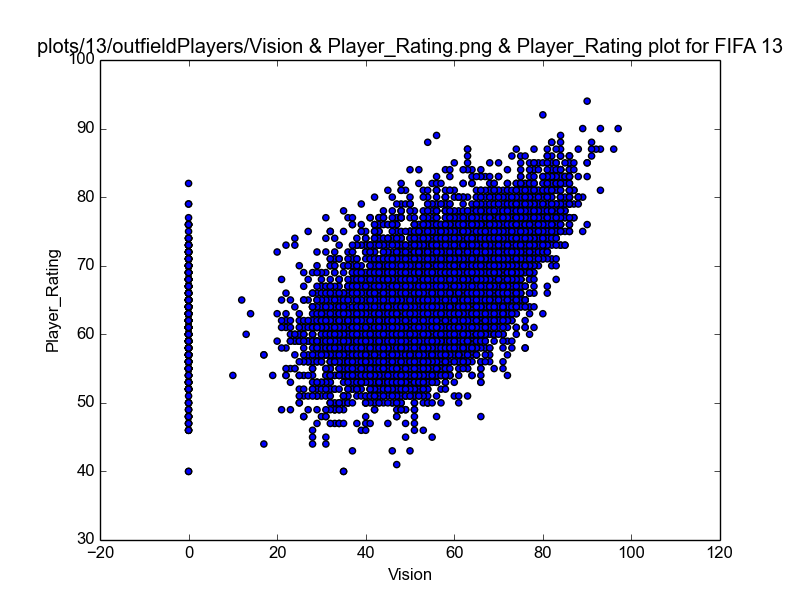 plots/13/outfieldPlayers/Vision & Player_Rating.png & Player_Rating plot for FIFA 13
100
90
80
70
60
50
40
30
Player_Rating
−20 0 20 40 60 80 100 120
Vision